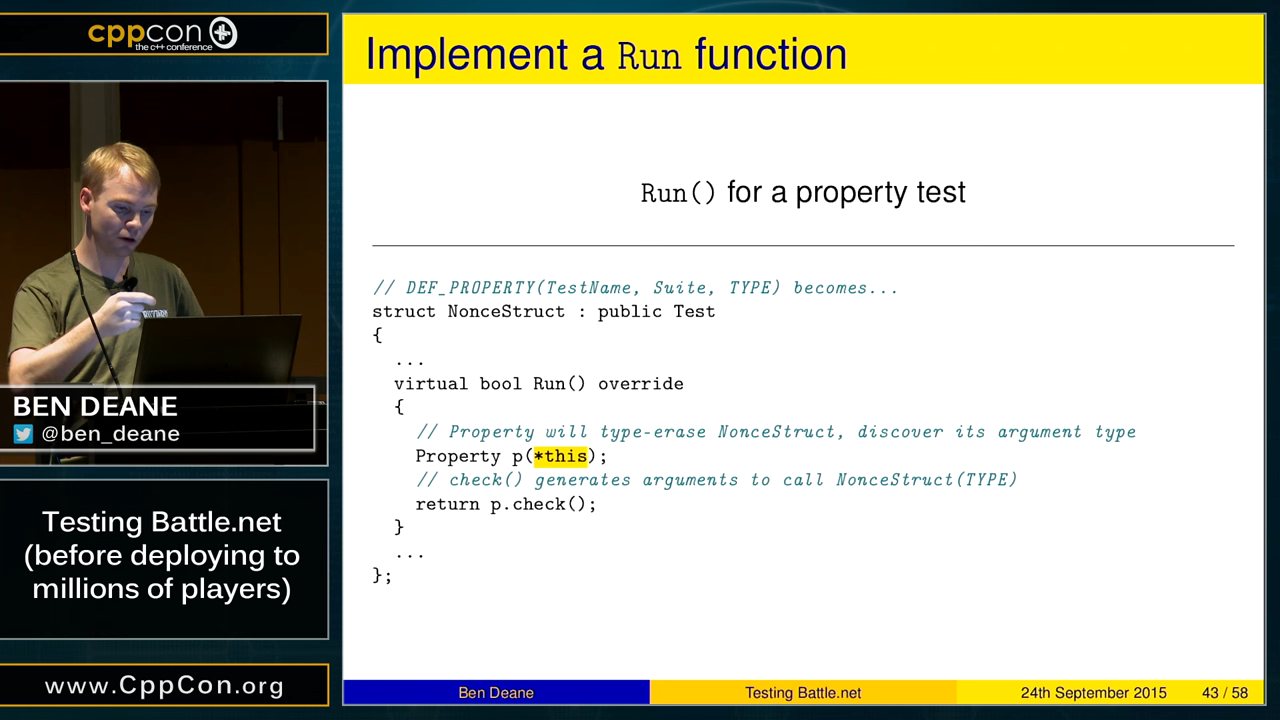 cppcon
the c++ conference
BEN DEANE
@ben_deane
Testing Battle.net
(before deploying to
millions of players)
www.CppCon.org
Implement a Run function
Run() for a property test
// DEF_PROPERTY(TestName, Suite, TYPE) becomes...
struct NonceStruct : public Test
{
...
virtual bool Run() override
{
// Property will type-erase NonceStruct, discover its argument type
Property p(*this);
// check() generates arguments to call NonceStruct(TYPE)
return p.check();
}
...
};
Ben Deane
Testing Battle.net
24th September 2015
43 / 58